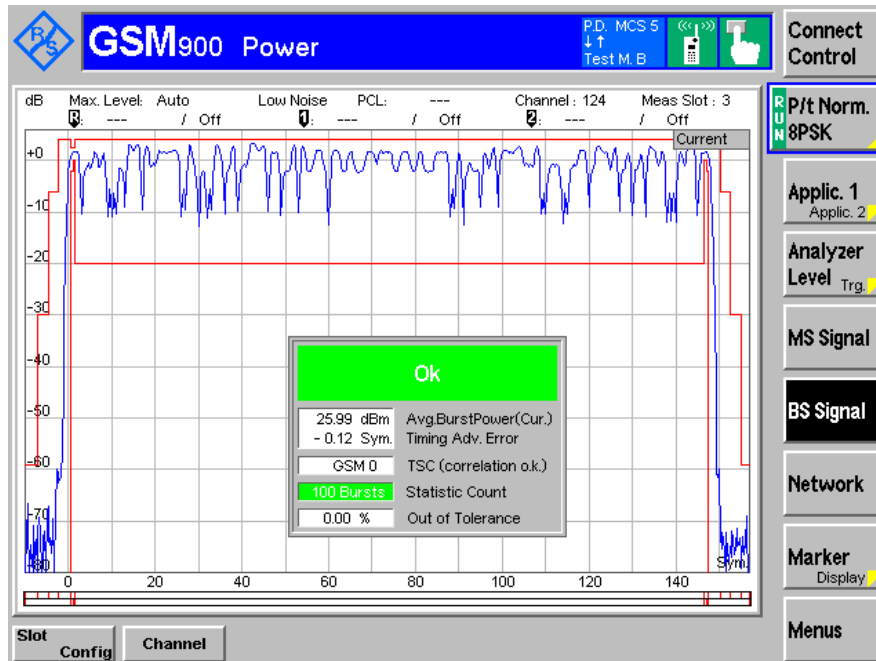 R&S
GSM900 Power
P.D. MCS 5
↓↑
Test M. B
Connect Control
dB Max. Level: Auto Low Noise PCL: --- Channel : 124 Meas Slot : 3
R: --- / Off 1: --- / Off 2: --- / Off
Current
+0
-10
-20
-30
-40
-50
-60
-70
-80
0 20 40 60 80 100 120 140
Sym.
Ok
25.99 dBm Avg.BurstPower(Cur.)
- 0.12 Sym. Timing Adv. Error
GSM 0 TSC (correlation o.k.)
100 Bursts Statistic Count
0.00 % Out of Tolerance
RUN
P/t Norm.
8PSK
Applic. 1
Applic. 2
Analyzer
Level Trg.
MS Signal
BS Signal
Network
Marker
Display
Menus
Slot
Config
Channel